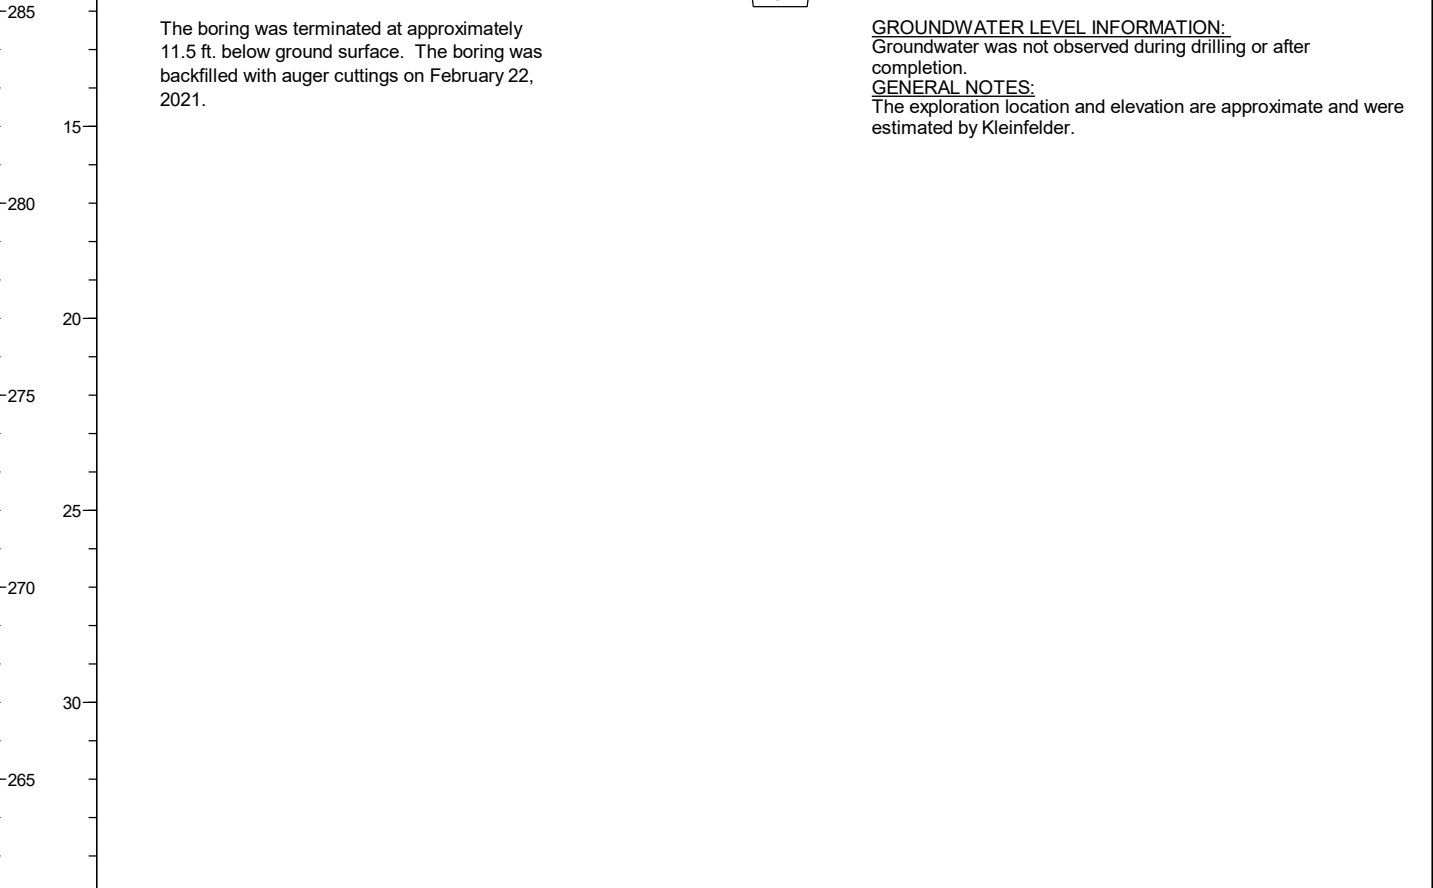 285
The boring was terminated at approximately
11.5 ft. below ground surface.  The boring was
backfilled with auger cuttings on February 22,
2021.
GROUNDWATER LEVEL INFORMATION:
Groundwater was not observed during drilling or after
completion.
GENERAL NOTES:
The exploration location and elevation are approximate and were
estimated by Kleinfelder.
15
280
20
275
25
270
30
265